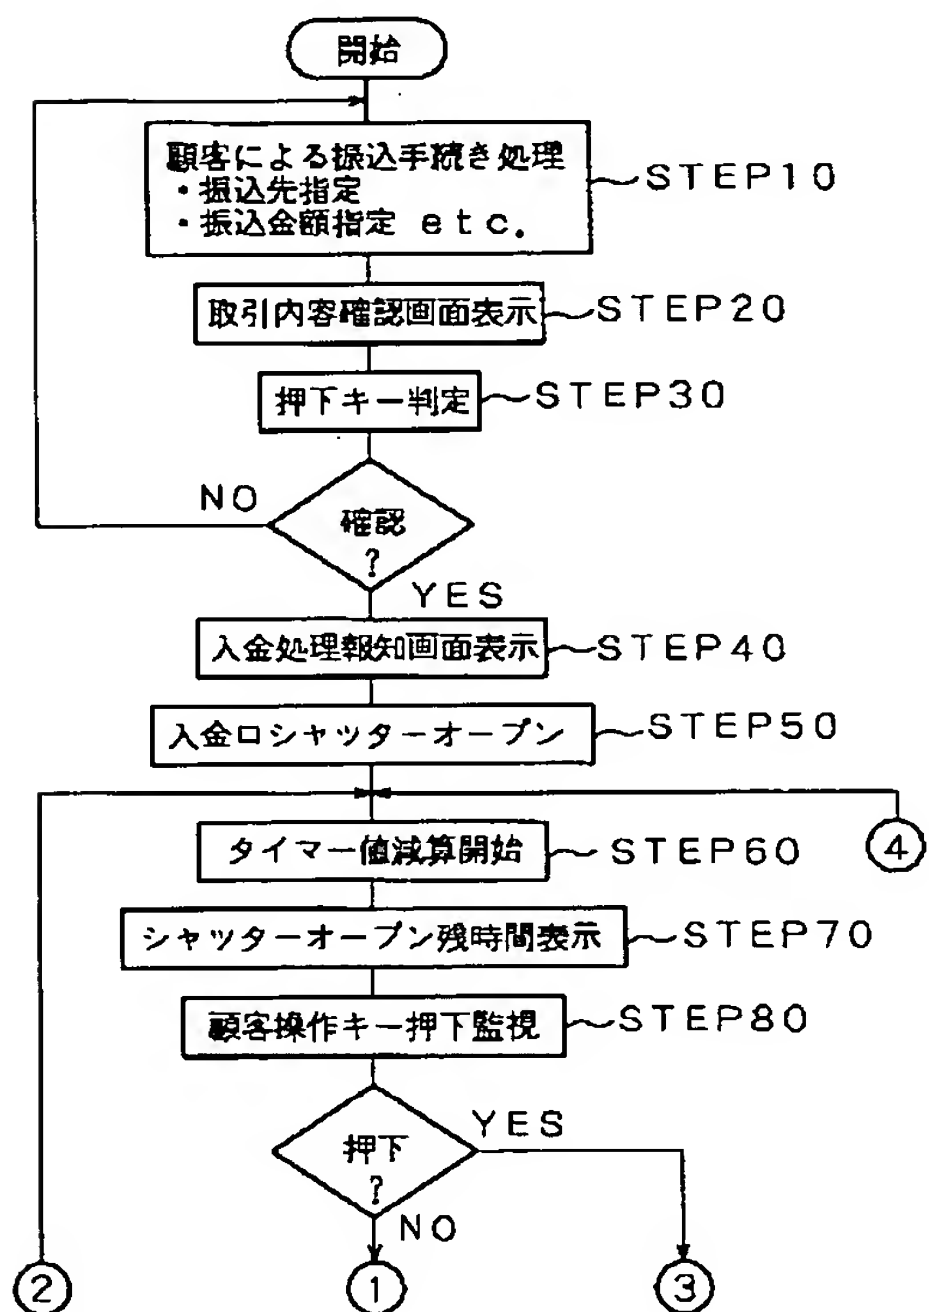 開始
顧客による振込手続き処理
・振込先指定
・振込金額指定 etc.
STEP10
取引内容確認画面表示
STEP20
押下キー判定
STEP30
NO
確認
?
YES
入金処理報知画面表示
STEP40
入金口シャッターオープン
STEP50
タイマー値減算開始
STEP60
④
シャッターオープン残時間表示
STEP70
顧客操作キー押下監視
STEP80
押下
?
YES
NO
②
①
③